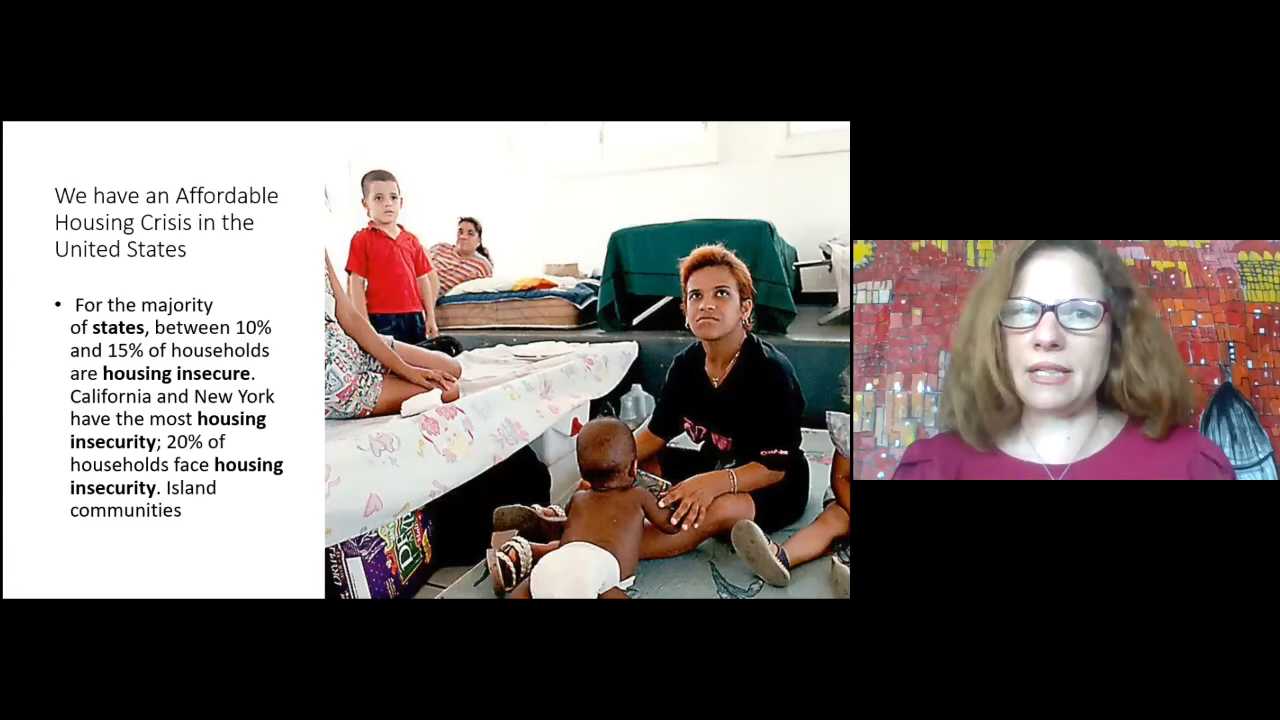 We have an Affordable
Housing Crisis in the
United States
• For the majority
of states, between 10%
and 15% of households
are housing insecure.
California and New York
have the most housing
insecurity; 20% of
households face housing
insecurity. Island
communities